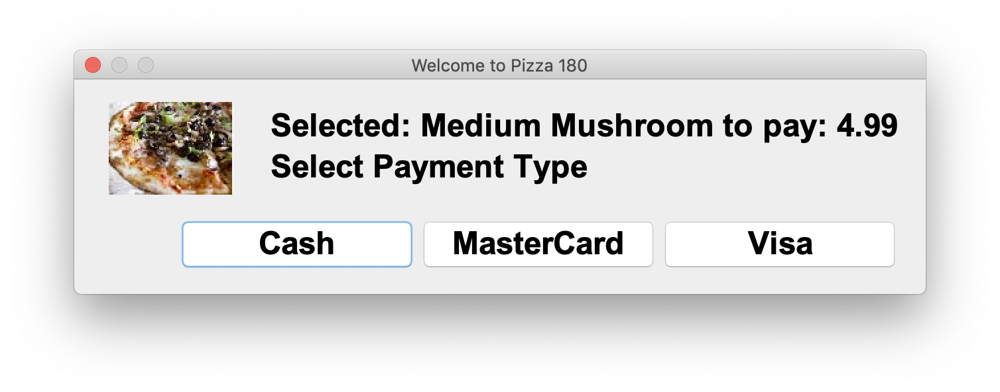 Welcome to Pizza 180
Selected: Medium Mushroom to pay: 4.99
Select Payment Type
Cash MasterCard Visa